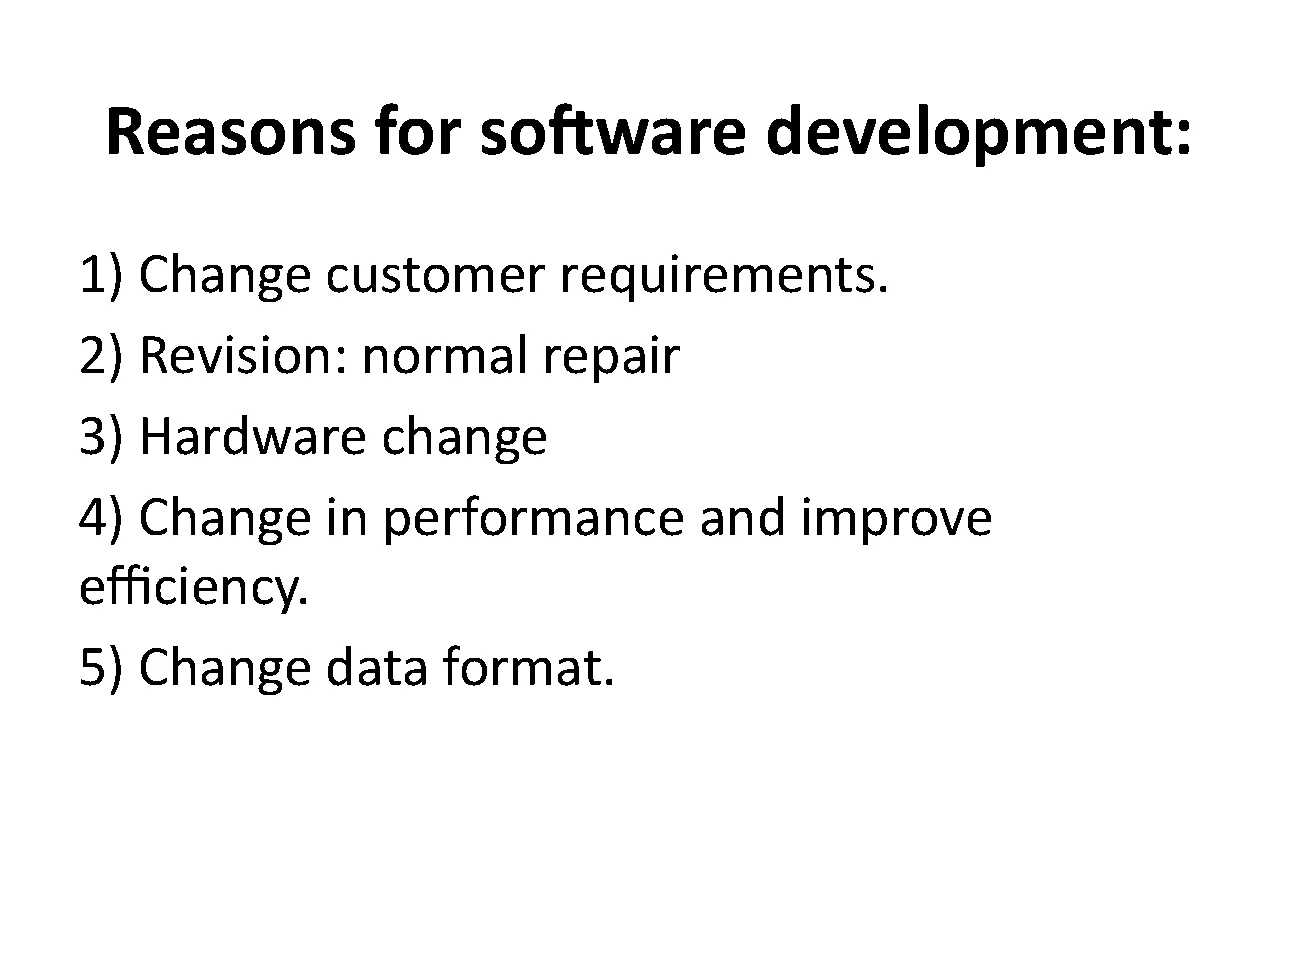 Reasons for software development:
1) Change customer requirements.
2) Revision: normal repair
3) Hardware change
4) Change in performance and improve
efficiency.
5) Change data format.